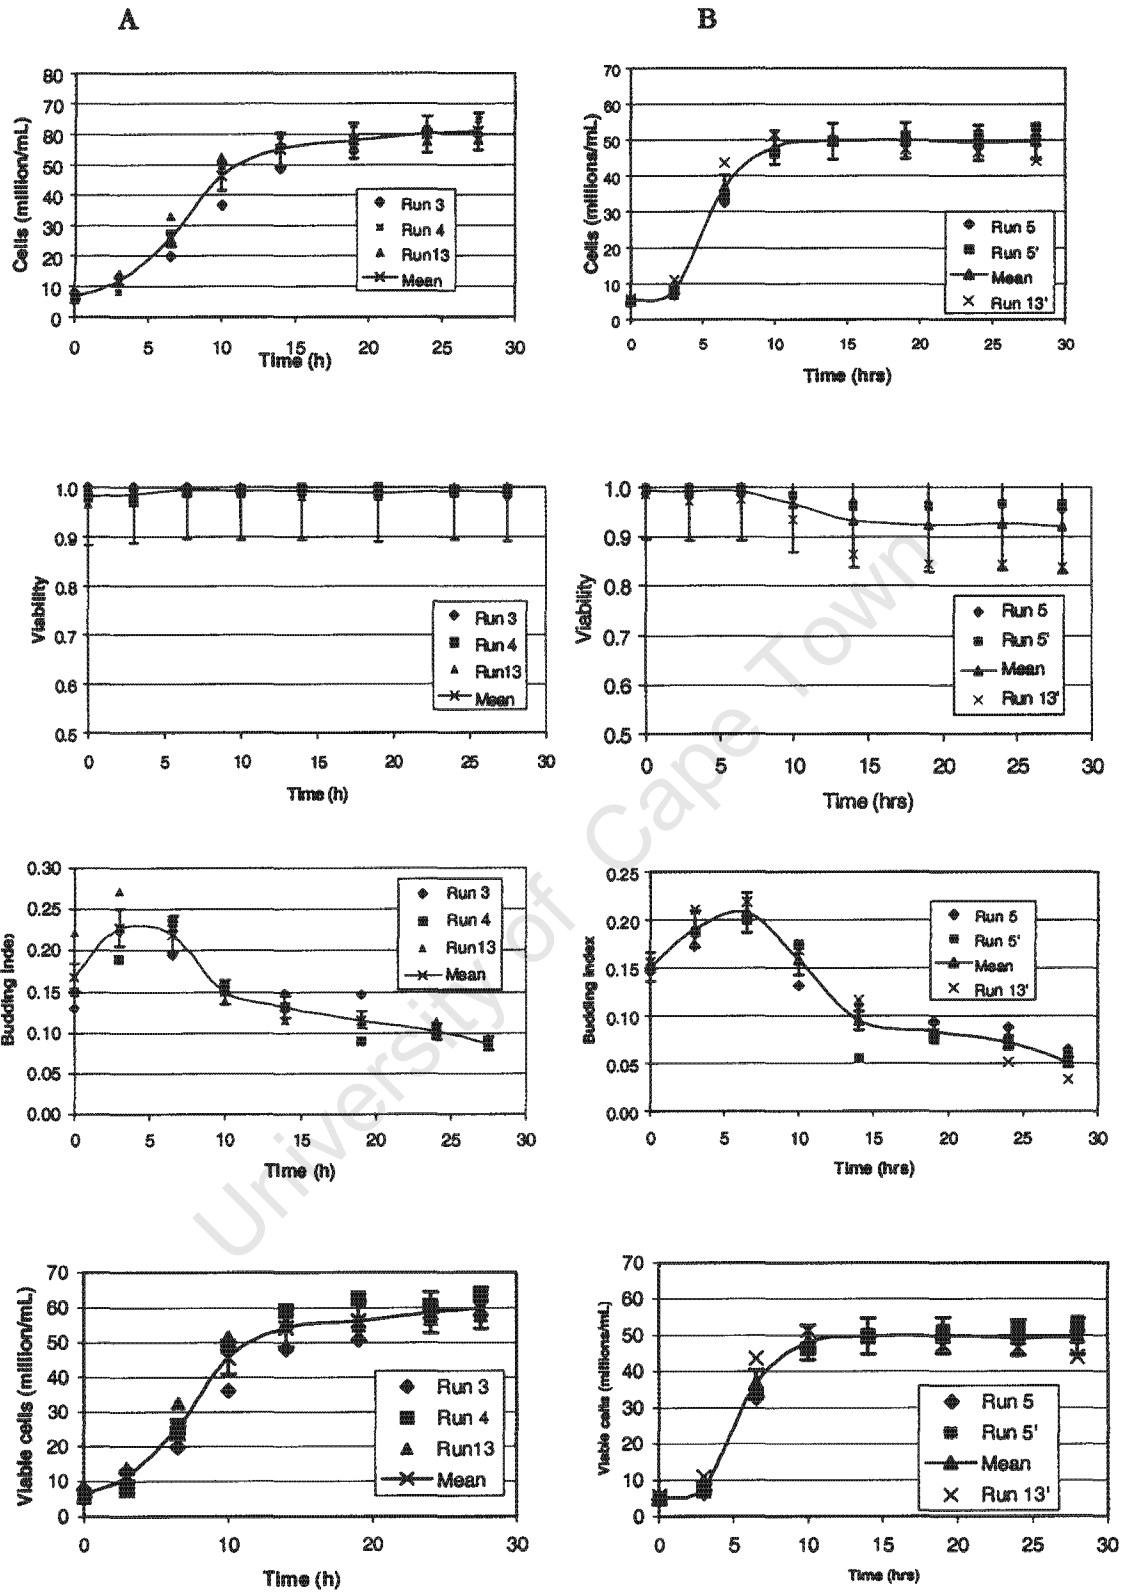 A
B
Cells (million/mL)
80
70
60
50
40
30
20
10
0
Run 3
Run 4
Run13
Mean
0 5 10 15 20 25 30
Time (h)
Cells (millions/mL)
70
60
50
40
30
20
10
0
Run 5
Run 5'
Mean
Run 13'
0 5 10 15 20 25 30
Time (hrs)
Viability
1.0
0.9
0.8
0.7
0.6
0.5
Run 3
Run 4
Run13
Mean
0 5 10 15 20 25 30
Time (h)
Viability
1.0
0.9
0.8
0.7
0.6
0.5
Run 5
Run 5'
Mean
Run 13'
0 5 10 15 20 25 30
Time (hrs)
Budding index
0.30
0.25
0.20
0.15
0.10
0.05
0.00
Run 3
Run 4
Run13
Mean
0 5 10 15 20 25 30
Time (h)
Budding index
0.25
0.20
0.15
0.10
0.05
0.00
Run 5
Run 5'
Mean
Run 13'
0 5 10 15 20 25 30
Time (hrs)
Viable cells (million/mL)
70
60
50
40
30
20
10
0
Run 3
Run 4
Run13
Mean
0 10 20 30
Time (h)
Viable cells (millions/mL)
70
60
50
40
30
20
10
0
Run 5
Run 5'
Mean
Run 13'
0 5 10 15 20 25 30
Time (hrs)
University of Cape Town